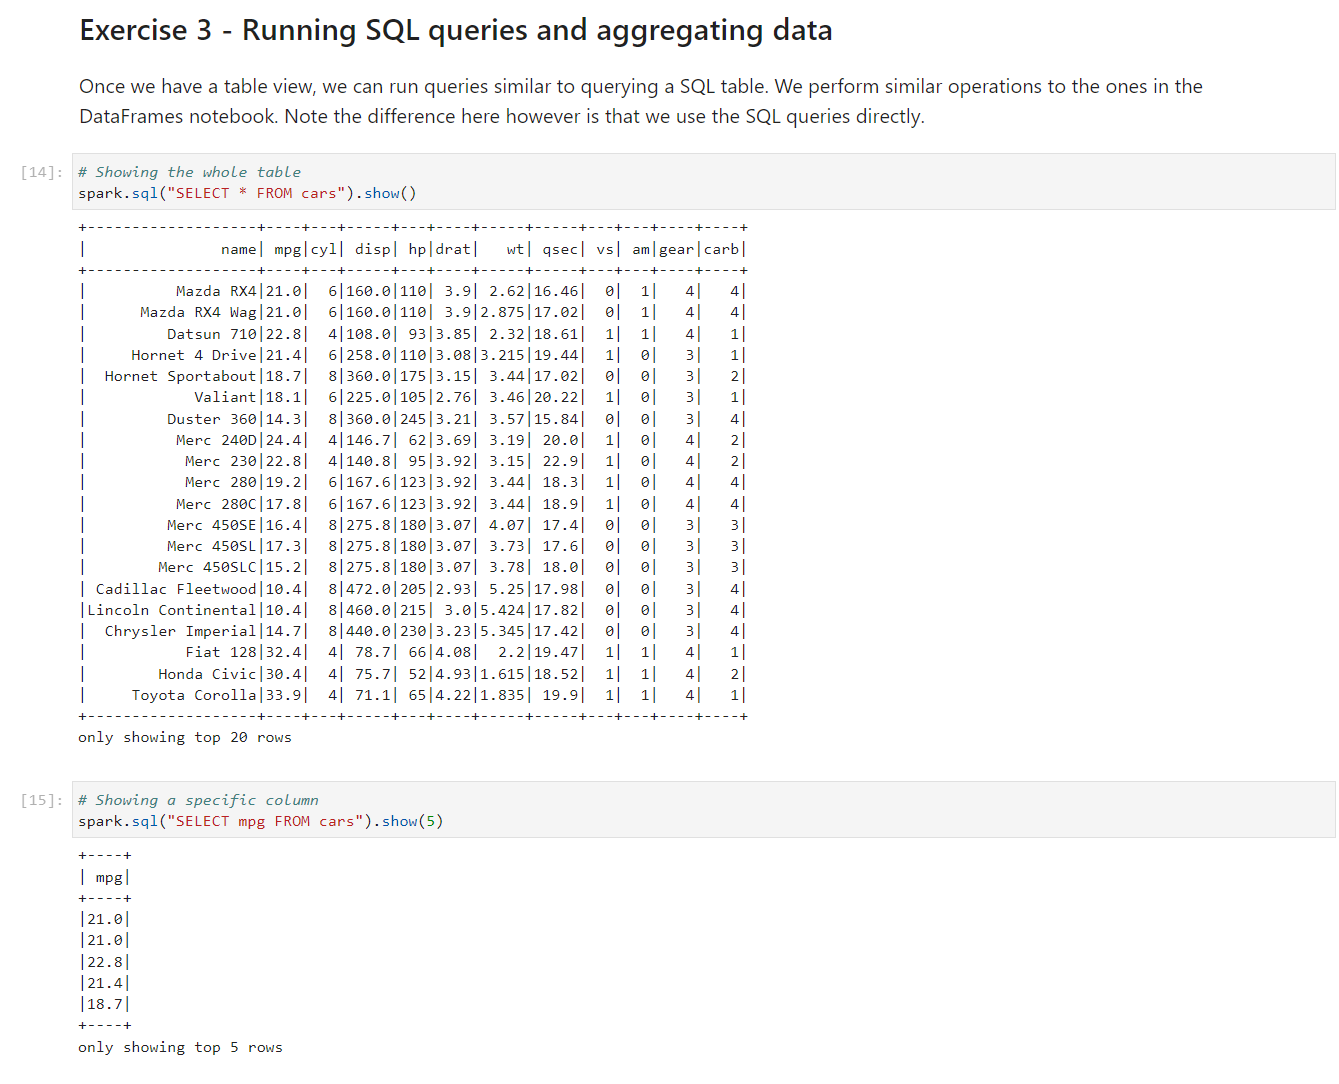 Exercise 3 - Running SQL queries and aggregating data
Once we have a table view, we can run queries similar to querying a SQL table. We perform similar operations to the ones in the
DataFrames notebook. Note the difference here however is that we use the SQL queries directly.
[14]: # Showing the whole table
spark.sql("SELECT * FROM cars").show()
+-------------------+----+---+-----+---+----+-----+-----+---+---+----+----+
|               name| mpg|cyl| disp| hp|drat|   wt| qsec| vs| am|gear|carb|
+-------------------+----+---+-----+---+----+-----+-----+---+---+----+----+
|          Mazda RX4|21.0|  6|160.0|110| 3.9| 2.62|16.46|  0|  1|   4|   4|
|      Mazda RX4 Wag|21.0|  6|160.0|110| 3.9|2.875|17.02|  0|  1|   4|   4|
|         Datsun 710|22.8|  4|108.0| 93|3.85| 2.32|18.61|  1|  1|   4|   1|
|     Hornet 4 Drive|21.4|  6|258.0|110|3.08|3.215|19.44|  1|  0|   3|   1|
|  Hornet Sportabout|18.7|  8|360.0|175|3.15| 3.44|17.02|  0|  0|   3|   2|
|            Valiant|18.1|  6|225.0|105|2.76| 3.46|20.22|  1|  0|   3|   1|
|         Duster 360|14.3|  8|360.0|245|3.21| 3.57|15.84|  0|  0|   3|   4|
|          Merc 240D|24.4|  4|146.7| 62|3.69| 3.19| 20.0|  1|  0|   4|   2|
|           Merc 230|22.8|  4|140.8| 95|3.92| 3.15| 22.9|  1|  0|   4|   2|
|           Merc 280|19.2|  6|167.6|123|3.92| 3.44| 18.3|  1|  0|   4|   4|
|          Merc 280C|17.8|  6|167.6|123|3.92| 3.44| 18.9|  1|  0|   4|   4|
|         Merc 450SE|16.4|  8|275.8|180|3.07| 4.07| 17.4|  0|  0|   3|   3|
|         Merc 450SL|17.3|  8|275.8|180|3.07| 3.73| 17.6|  0|  0|   3|   3|
|        Merc 450SLC|15.2|  8|275.8|180|3.07| 3.78| 18.0|  0|  0|   3|   3|
| Cadillac Fleetwood|10.4|  8|472.0|205|2.93| 5.25|17.98|  0|  0|   3|   4|
|Lincoln Continental|10.4|  8|460.0|215| 3.0|5.424|17.82|  0|  0|   3|   4|
|  Chrysler Imperial|14.7|  8|440.0|230|3.23|5.345|17.42|  0|  0|   3|   4|
|           Fiat 128|32.4|  4| 78.7| 66|4.08|  2.2|19.47|  1|  1|   4|   1|
|        Honda Civic|30.4|  4| 75.7| 52|4.93|1.615|18.52|  1|  1|   4|   2|
|     Toyota Corolla|33.9|  4| 71.1| 65|4.22|1.835| 19.9|  1|  1|   4|   1|
+-------------------+----+---+-----+---+----+-----+-----+---+---+----+----+
only showing top 20 rows
[15]: # Showing a specific column
spark.sql("SELECT mpg FROM cars").show(5)
+----+
| mpg|
+----+
|21.0|
|21.0|
|22.8|
|21.4|
|18.7|
+----+
only showing top 5 rows